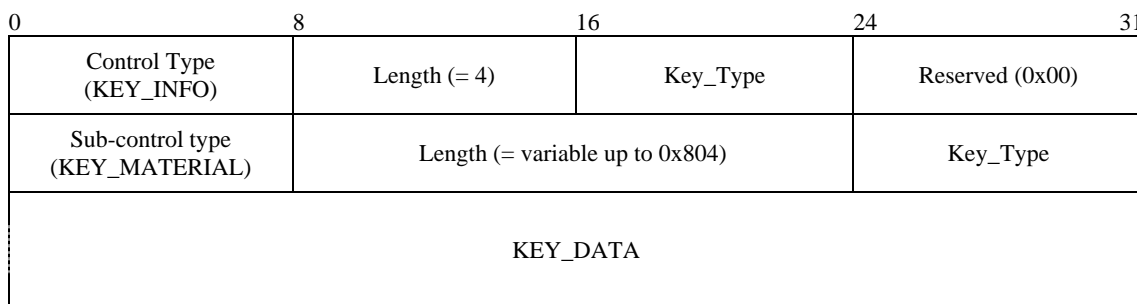 0 8 16 24 31
Control Type
(KEY_INFO)
Length (= 4)
Key_Type
Reserved (0x00)
Sub-control type
(KEY_MATERIAL)
Length (= variable up to 0x804)
Key_Type
KEY_DATA